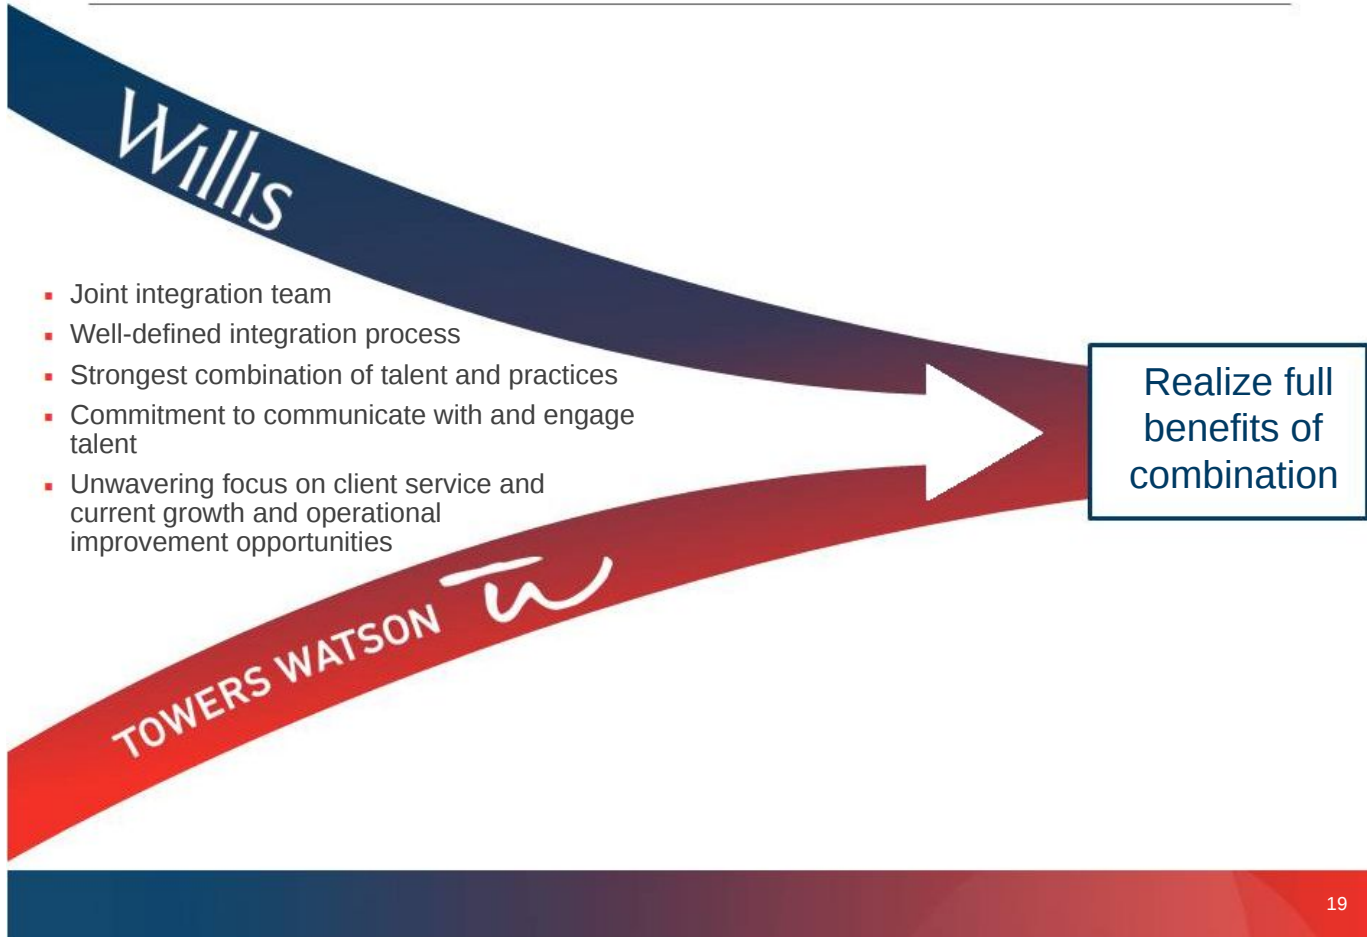 Willis
▪ Joint integration team
▪ Well-defined integration process
▪ Strongest combination of talent and practices
▪ Commitment to communicate with and engage
talent
▪ Unwavering focus on client service and
current growth and operational
improvement opportunities
Realize full
benefits of
combination
TOWERS WATSON TW
19